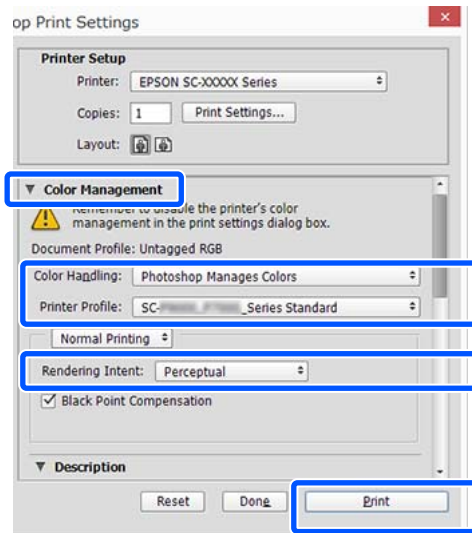 op Print Settings
Printer Setup
Printer: EPSON SC-XXXXX Series
Copies: 1 Print Settings...
Layout:
Color Management
Remember to disable the printer's color
management in the print settings dialog box.
Document Profile: Untagged RGB
Color Handling: Photoshop Manages Colors
Printer Profile: SC- _Series Standard
Normal Printing
Rendering Intent: Perceptual
Black Point Compensation
Description
Reset Done Print